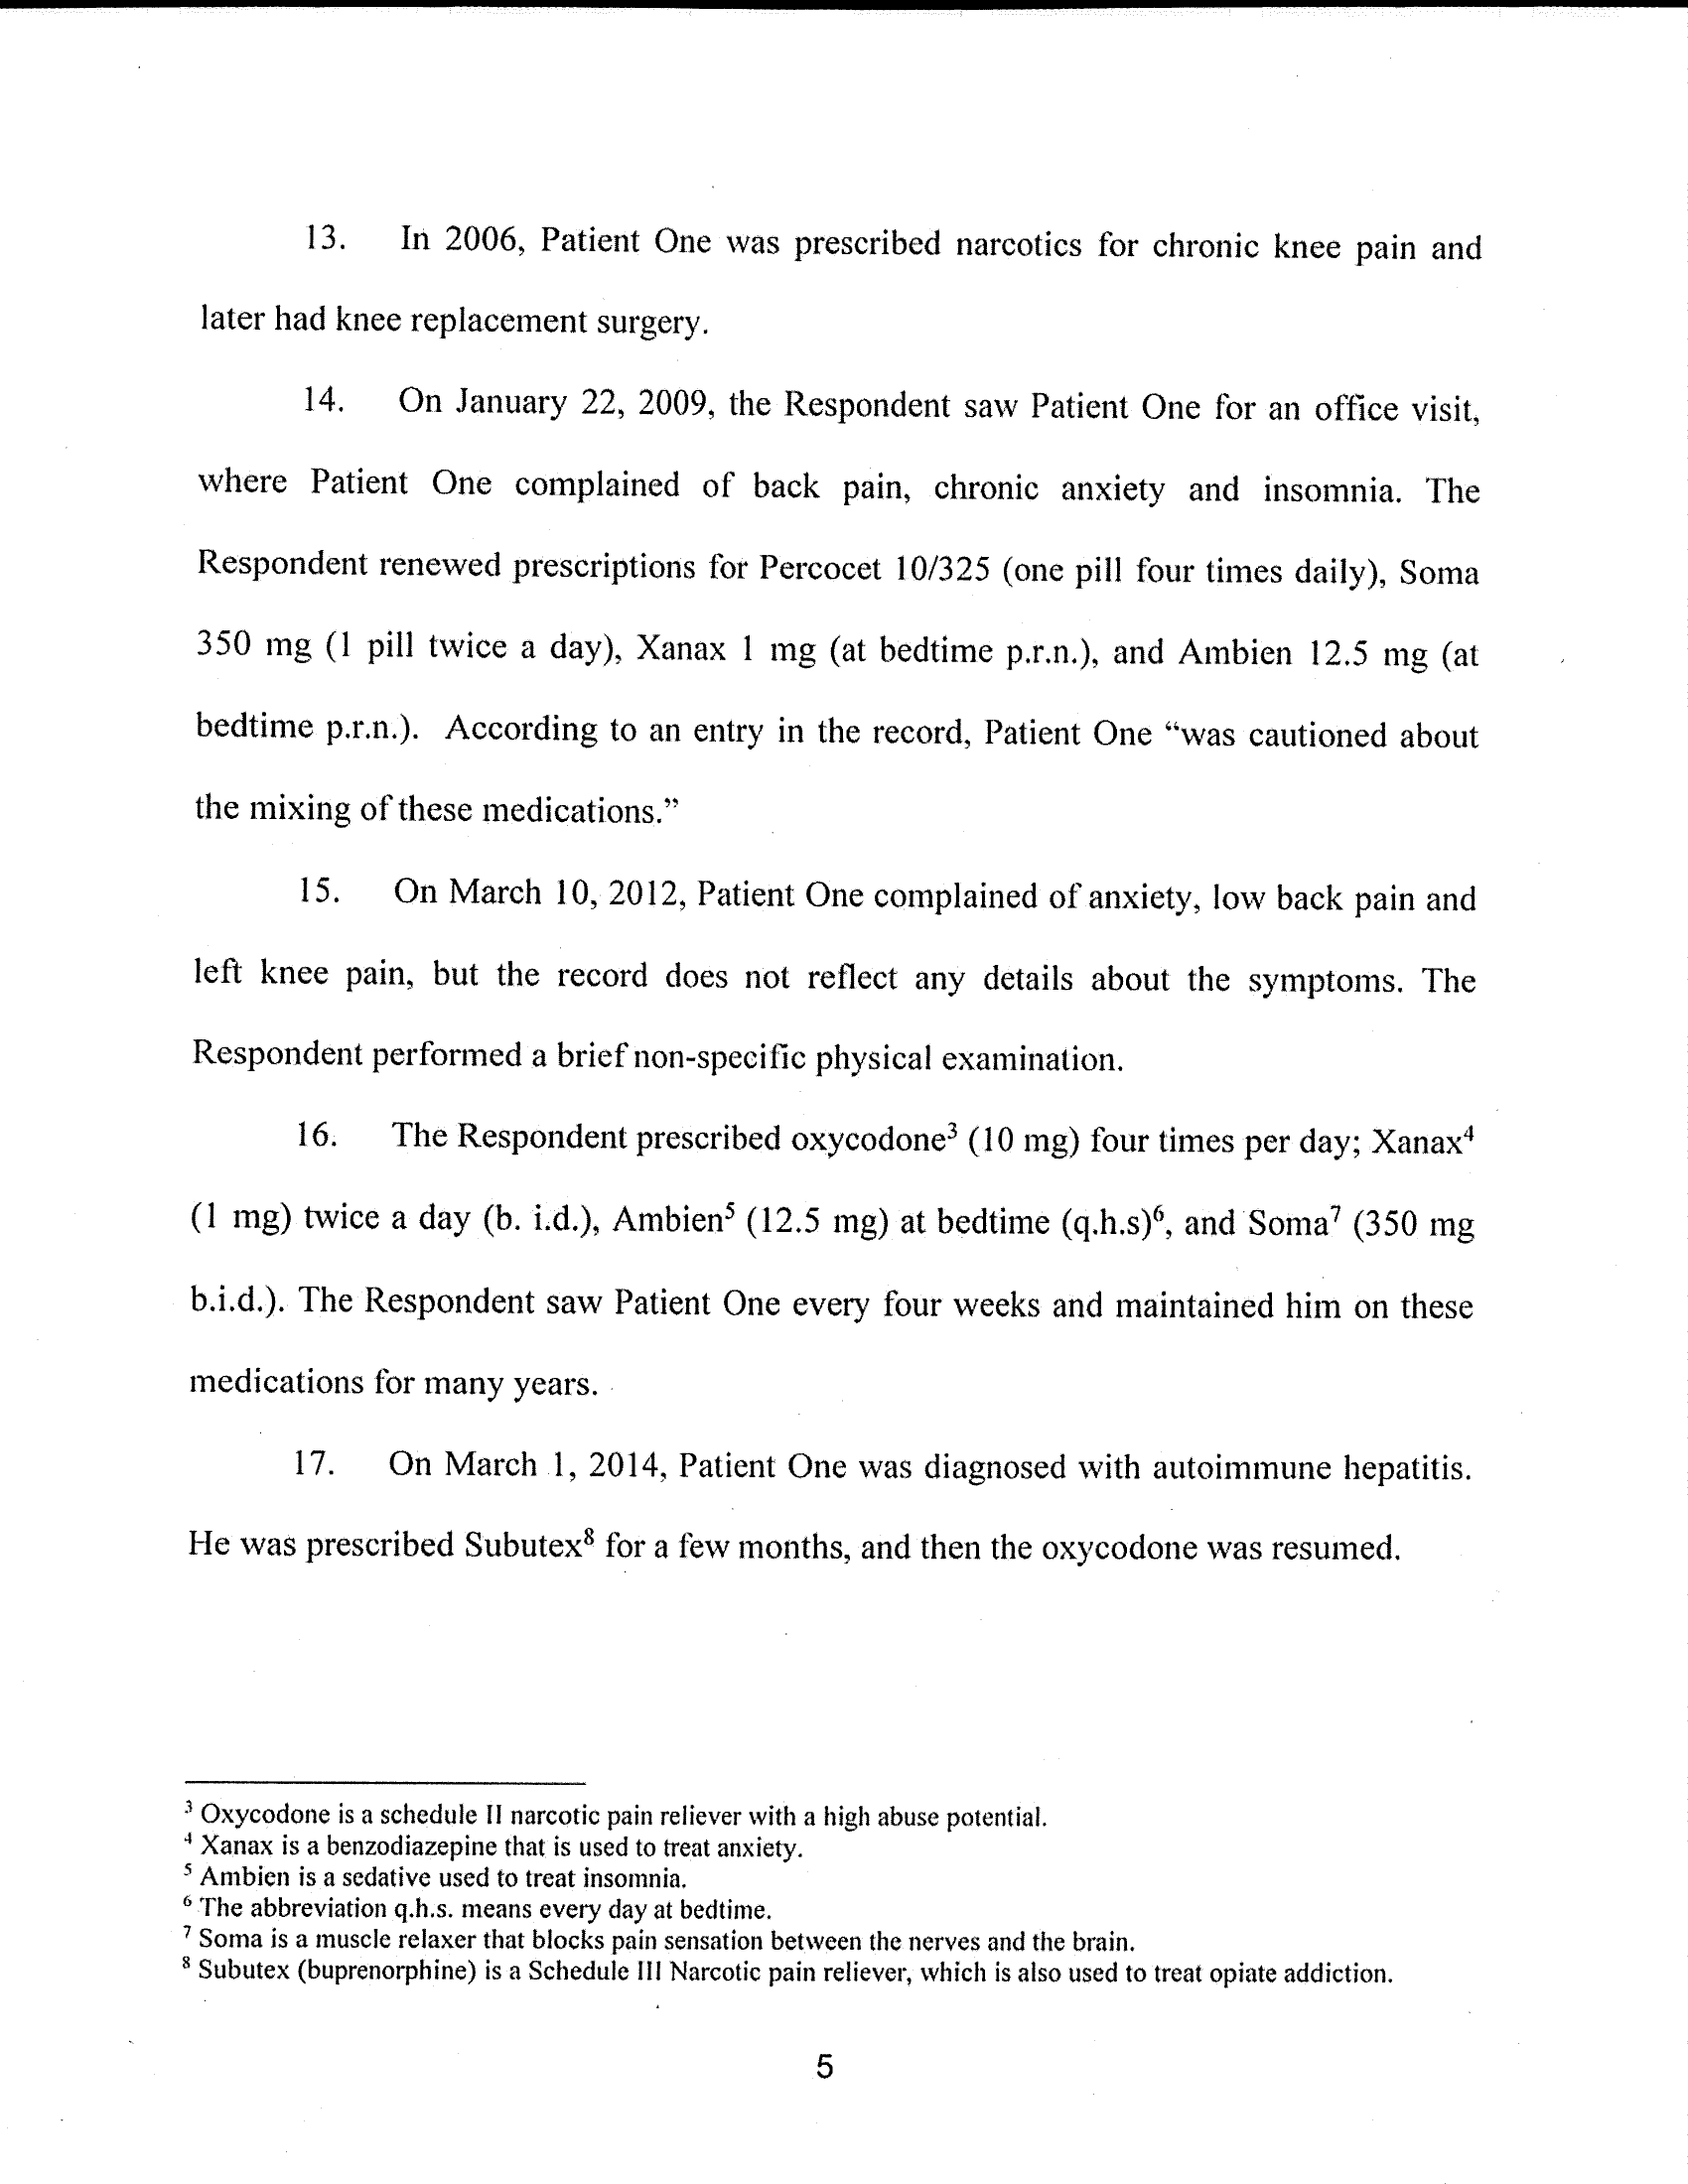 13. In 2006, Patient One was prescribed narcotics for chronic knee pain and
later had knee replacement surgery.
14. On January 22, 2009, the Respondent saw Patient One for an office visit,
where Patient One complained of back pain, chronic anxiety and insomnia. The
Respondent renewed prescriptions for Percocet 10/325 (one pill four times daily), Soma
350 mg (1 pill twice a day), Xanax 1 mg (at bedtime p.r.n.), and Ambien 12.5 mg (at
bedtime p.r.n.). According to an entry in the record, Patient One “was cautioned about
the mixing of these medications.”
15. On March 10, 2012, Patient One complained of anxiety, low back pain and
left knee pain, but the record does not reflect any details about the symptoms. The
Respondent performed a brief non-specific physical examination.
16. The Respondent prescribed oxycodone³ (10 mg) four times per day; Xanax⁴
(1 mg) twice a day (b. i.d.), Ambien⁵ (12.5 mg) at bedtime (q.h.s)⁶, and Soma⁷ (350 mg
b.i.d.). The Respondent saw Patient One every four weeks and maintained him on these
medications for many years.
17. On March 1, 2014, Patient One was diagnosed with autoimmune hepatitis.
He was prescribed Subutex⁸ for a few months, and then the oxycodone was resumed.
³ Oxycodone is a schedule II narcotic pain reliever with a high abuse potential.
⁴ Xanax is a benzodiazepine that is used to treat anxiety.
⁵ Ambien is a sedative used to treat insomnia.
⁶ The abbreviation q.h.s. means every day at bedtime.
⁷ Soma is a muscle relaxer that blocks pain sensation between the nerves and the brain.
⁸ Subutex (buprenorphine) is a Schedule III Narcotic pain reliever, which is also used to treat opiate addiction.
5